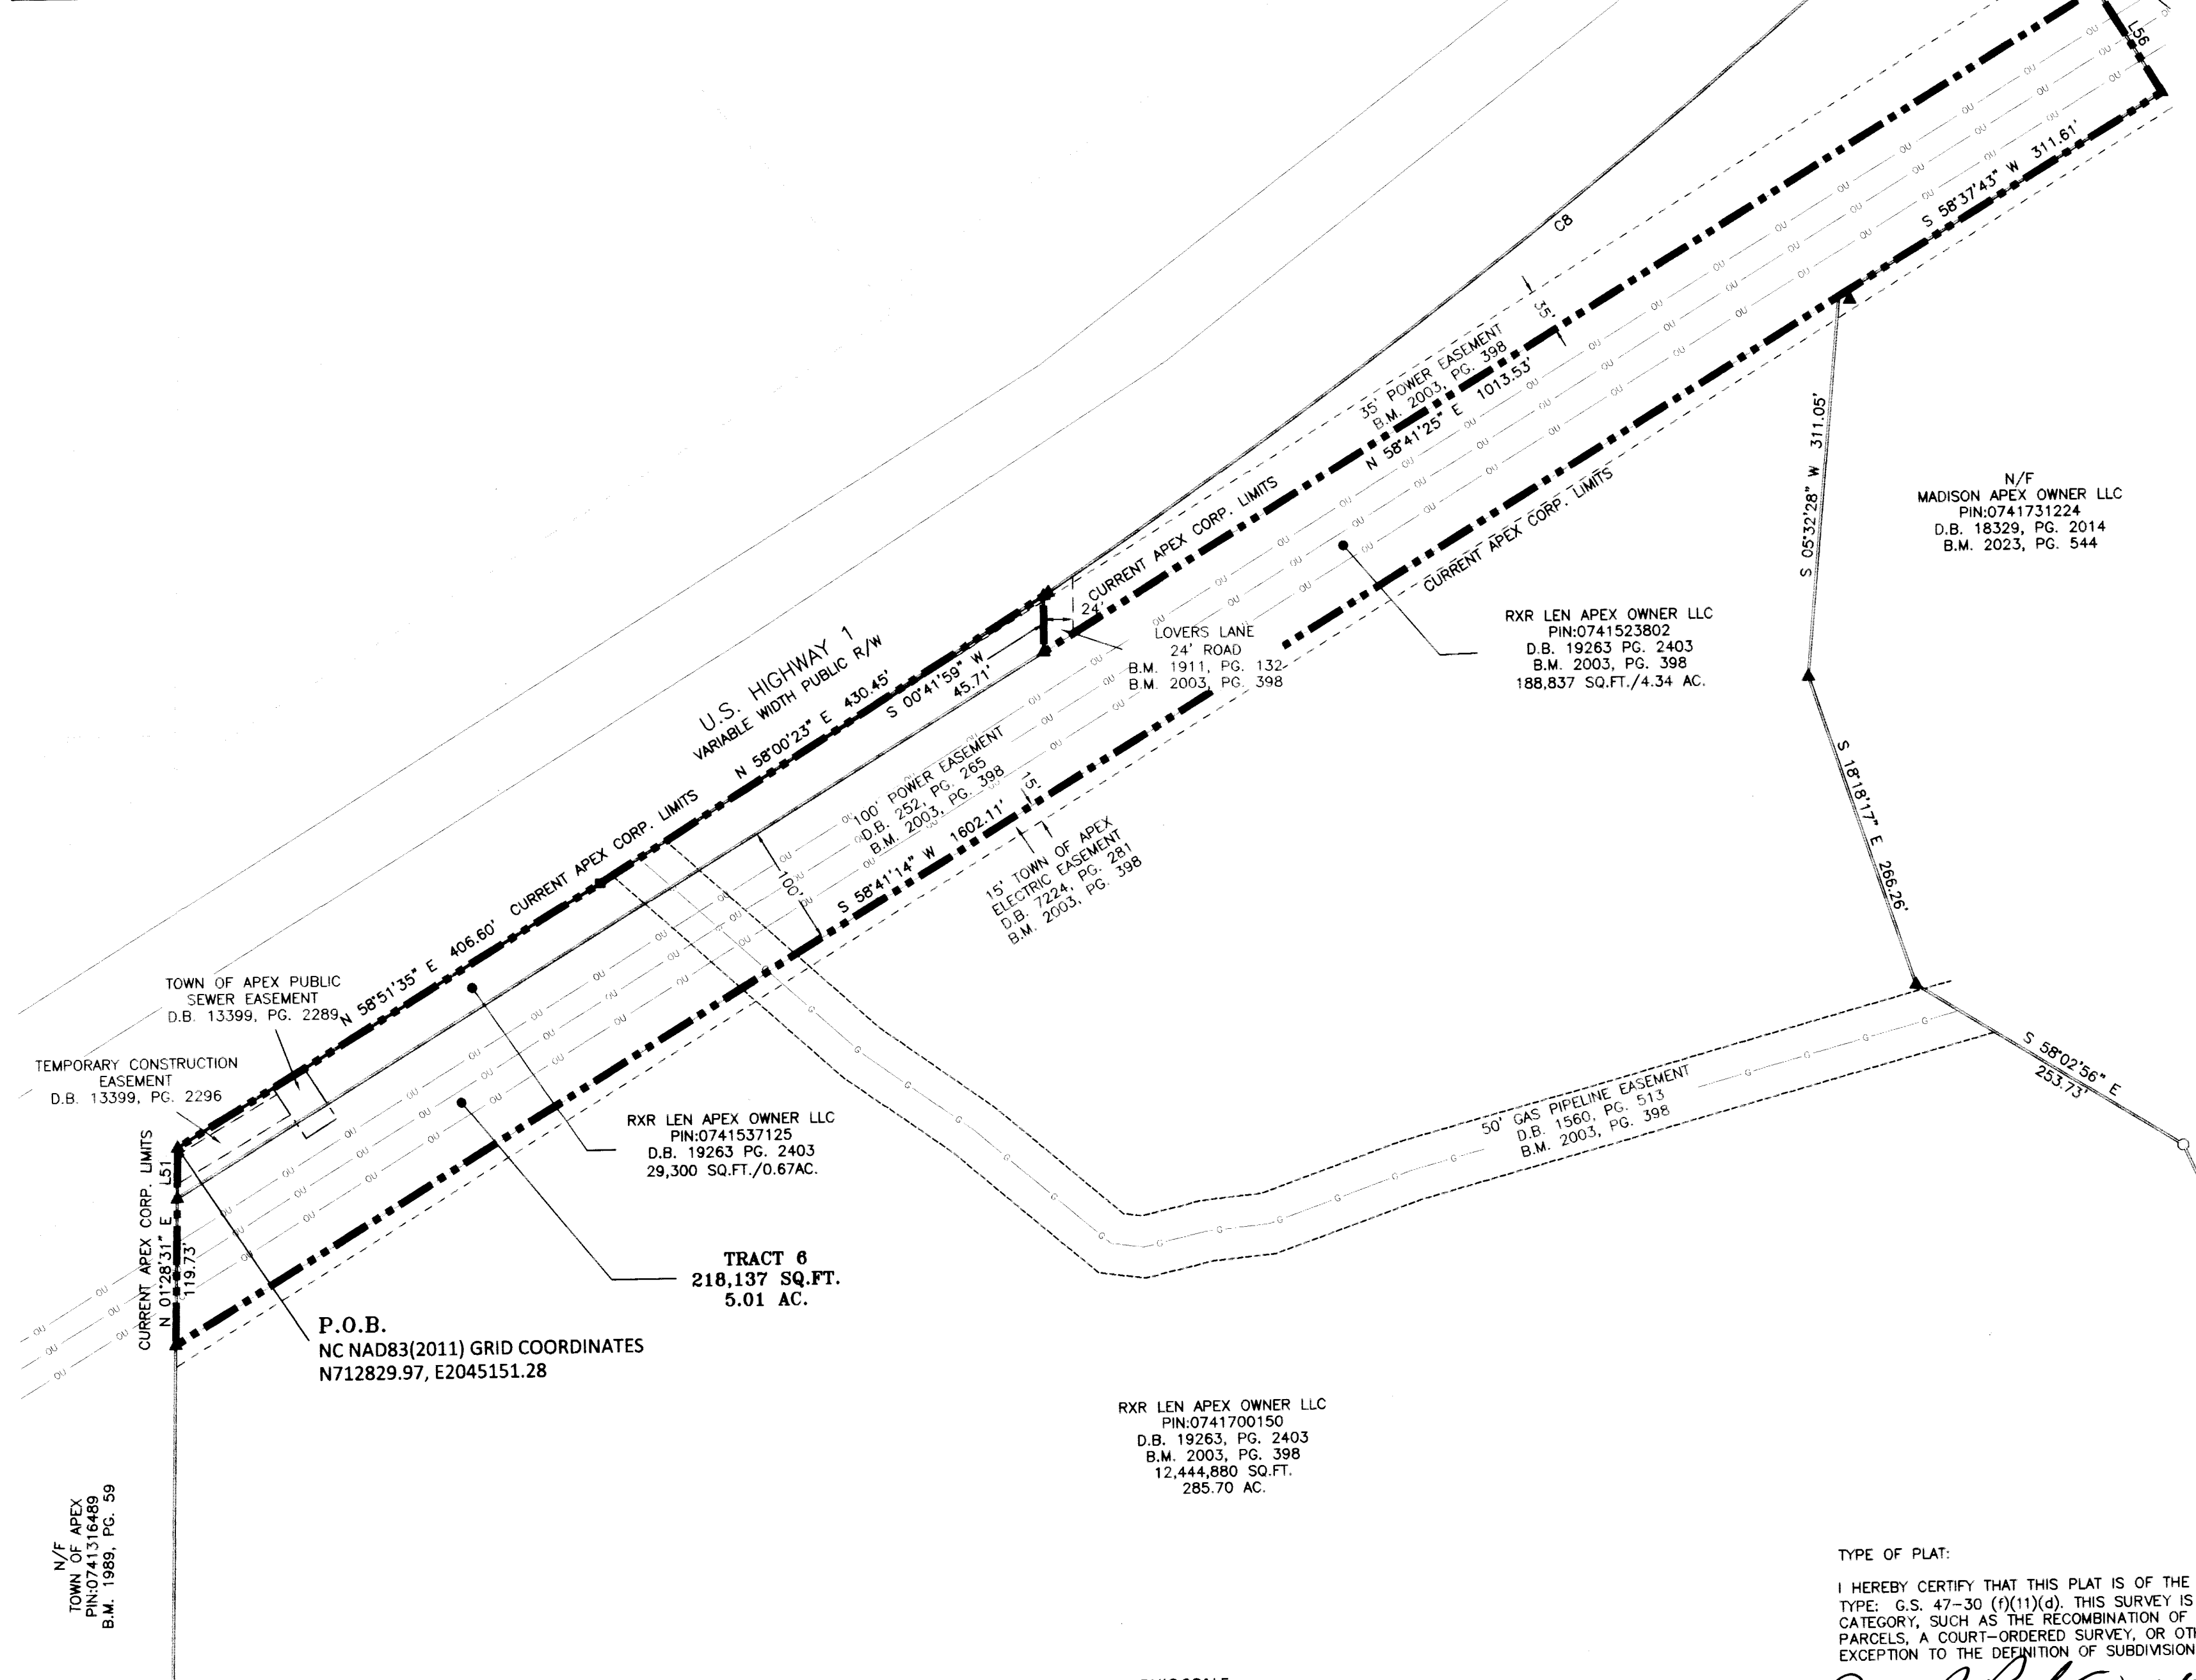 L56
S 58°37'43" W 311.61'
C8
35'
35' POWER EASEMENT
B.M. 2003, PG. 398
N 58°41'25" E 1013.53'
CURRENT APEX CORP. LIMITS
CURRENT APEX CORP. LIMITS
S 05°32'28" W 311.05'
N/F
MADISON APEX OWNER LLC
PIN:0741731224
D.B. 18329, PG. 2014
B.M. 2023, PG. 544
RXR LEN APEX OWNER LLC
PIN:0741523802
D.B. 19263 PG. 2403
B.M. 2003, PG. 398
188,837 SQ.FT./4.34 AC.
24'
LOVERS LANE
24' ROAD
B.M. 1911, PG. 132
B.M. 2003, PG. 398
U.S. HIGHWAY 1
VARIABLE WIDTH PUBLIC R/W
N 58°00'23" E 430.45'
S 00°41'59" W
45.71'
100' POWER EASEMENT
D.B. 252, PG. 265
B.M. 2003, PG. 398
15'
S 58°41'14" W 1602.11'
100'
15' TOWN OF APEX
ELECTRIC EASEMENT
D.B. 7224, PG. 281
B.M. 2003, PG. 398
S 18°18'17" E 266.26'
CURRENT APEX CORP. LIMITS
N 58°51'35" E 406.60'
TOWN OF APEX PUBLIC
SEWER EASEMENT
D.B. 13399, PG. 2289
TEMPORARY CONSTRUCTION
EASEMENT
D.B. 13399, PG. 2296
S 58°02'56" E
253.73'
50' GAS PIPELINE EASEMENT
D.B. 1560, PG. 513
B.M. 2003, PG. 398
RXR LEN APEX OWNER LLC
PIN:0741537125
D.B. 19263 PG. 2403
29,300 SQ.FT./0.67AC.
L51
CURRENT APEX CORP. LIMITS
N 01°28'31" E
119.73'
TRACT 6
218,137 SQ.FT.
5.01 AC.
P.O.B.
NC NAD83(2011) GRID COORDINATES
N712829.97, E2045151.28
RXR LEN APEX OWNER LLC
PIN:0741700150
D.B. 19263, PG. 2403
B.M. 2003, PG. 398
12,444,880 SQ.FT.
285.70 AC.
N/F
TOWN OF APEX
PIN:0741316489
B.M. 1989, PG. 59
TYPE OF PLAT:
I HEREBY CERTIFY THAT THIS PLAT IS OF THE
TYPE: G.S. 47-30 (f)(11)(d). THIS SURVEY IS
CATEGORY, SUCH AS THE RECOMBINATION OF
PARCELS, A COURT-ORDERED SURVEY, OR
EXCEPTION TO THE DEFINITION OF SUBDIVISION